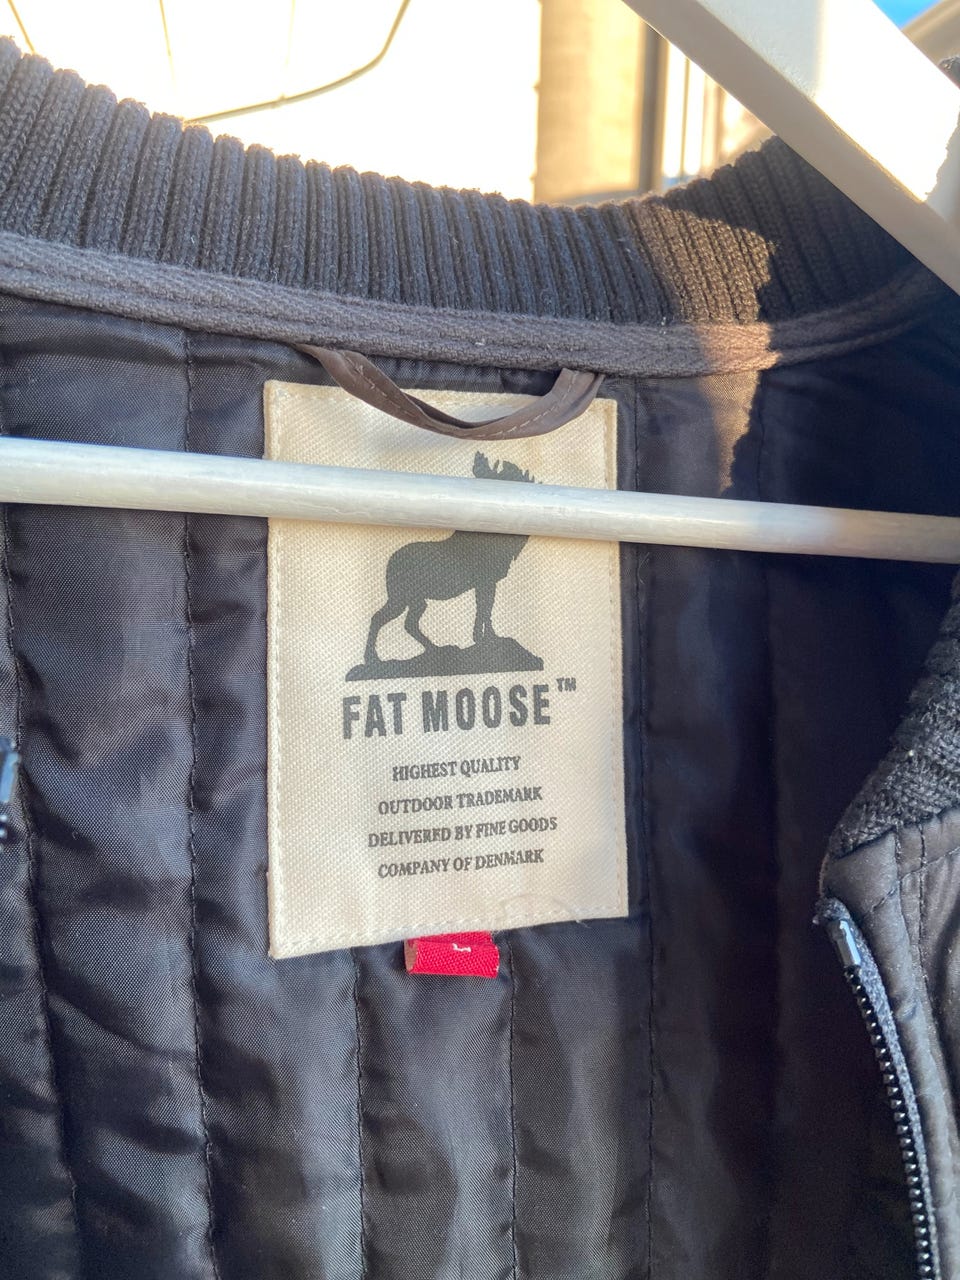 FAT MOOSE™
HIGHEST QUALITY
OUTDOOR TRADEMARK
DELIVERED BY FINE GOODS
COMPANY OF DENMARK
L